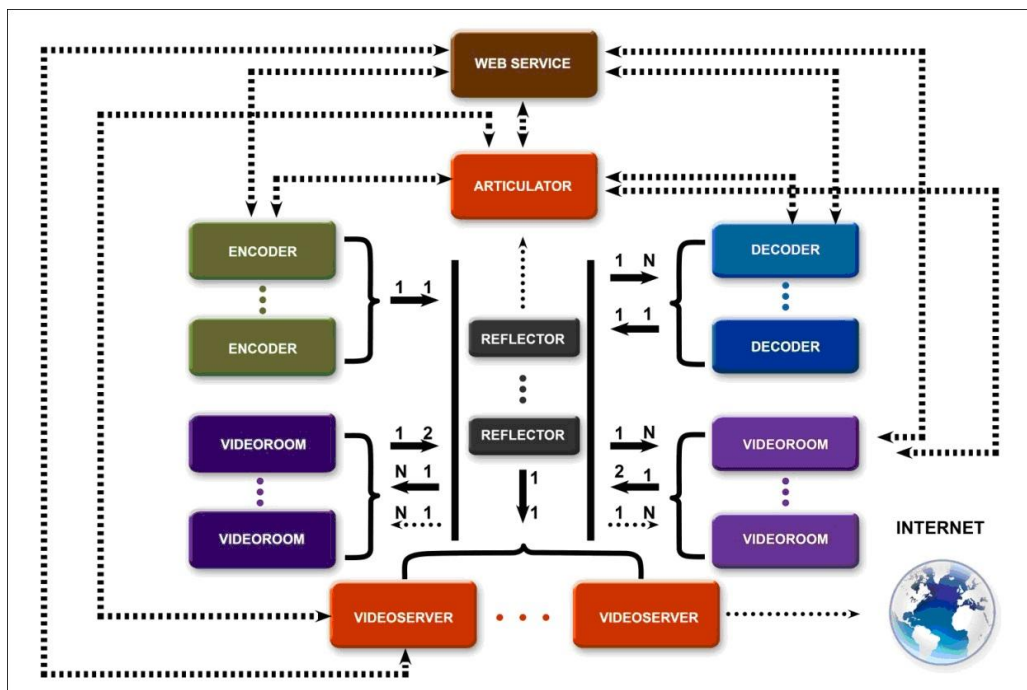 WEB SERVICE
ARTICULATOR
ENCODER
DECODER
1 1
1 N
1 1
ENCODER
REFLECTOR
DECODER
VIDEOROOM
1 2
REFLECTOR
1 N
VIDEOROOM
N 1
1
2 1
N 1
1
1 N
VIDEOROOM
VIDEOROOM
INTERNET
VIDEOSERVER
VIDEOSERVER